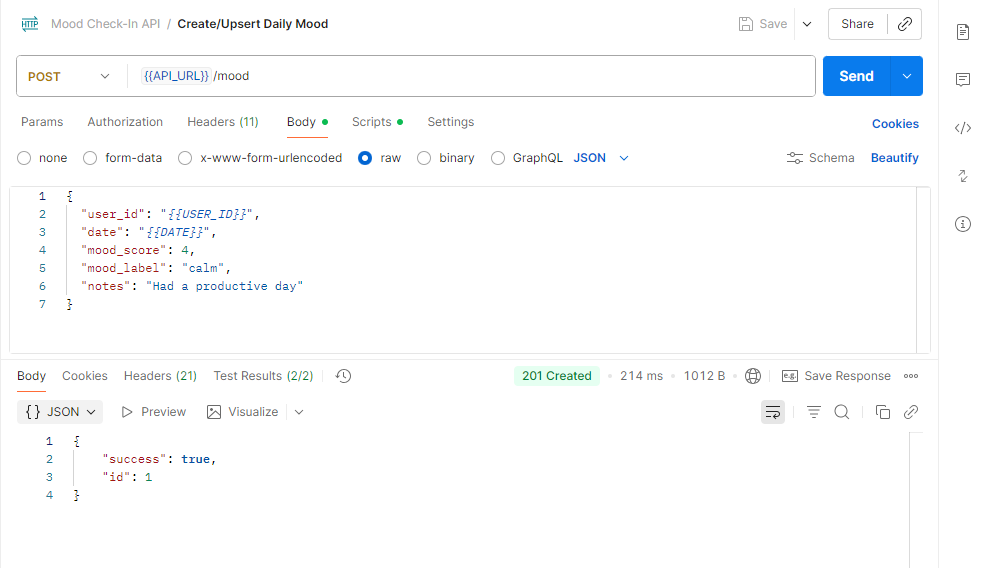 HTTP Mood Check-In API / Create/Upsert Daily Mood Save Share
POST {{API_URL}} /mood Send
Params Authorization Headers (11) Body Scripts Settings Cookies
none form-data x-www-form-urlencoded raw binary GraphQL JSON Schema Beautify
1 {
2 "user_id": "{{USER_ID}}",
3 "date": "{{DATE}}",
4 "mood_score": 4,
5 "mood_label": "calm",
6 "notes": "Had a productive day"
7 }
Body Cookies Headers (21) Test Results (2/2) 201 Created 214 ms 1012 B e.g. Save Response
{} JSON Preview Visualize
1 {
2 "success": true,
3 "id": 1
4 }